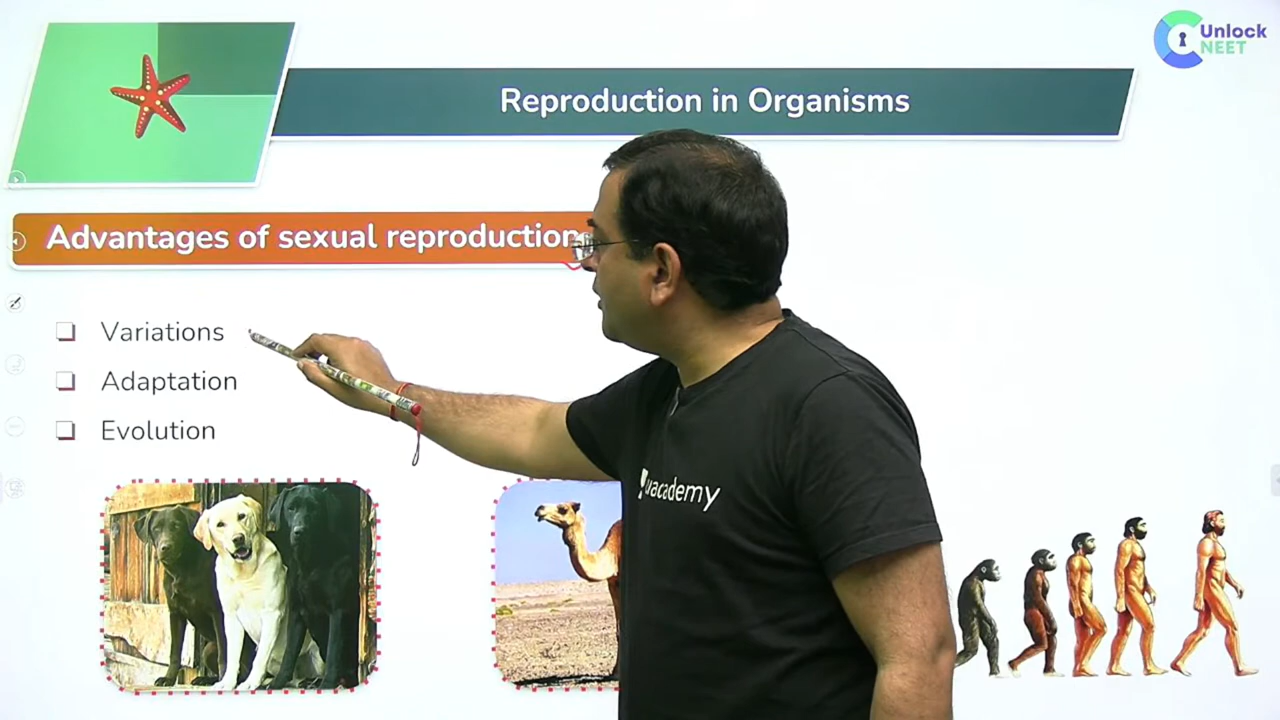 Unlock
NEET
Reproduction in Organisms
Advantages of sexual reproduction
Variations
Adaptation
Evolution
unacademy